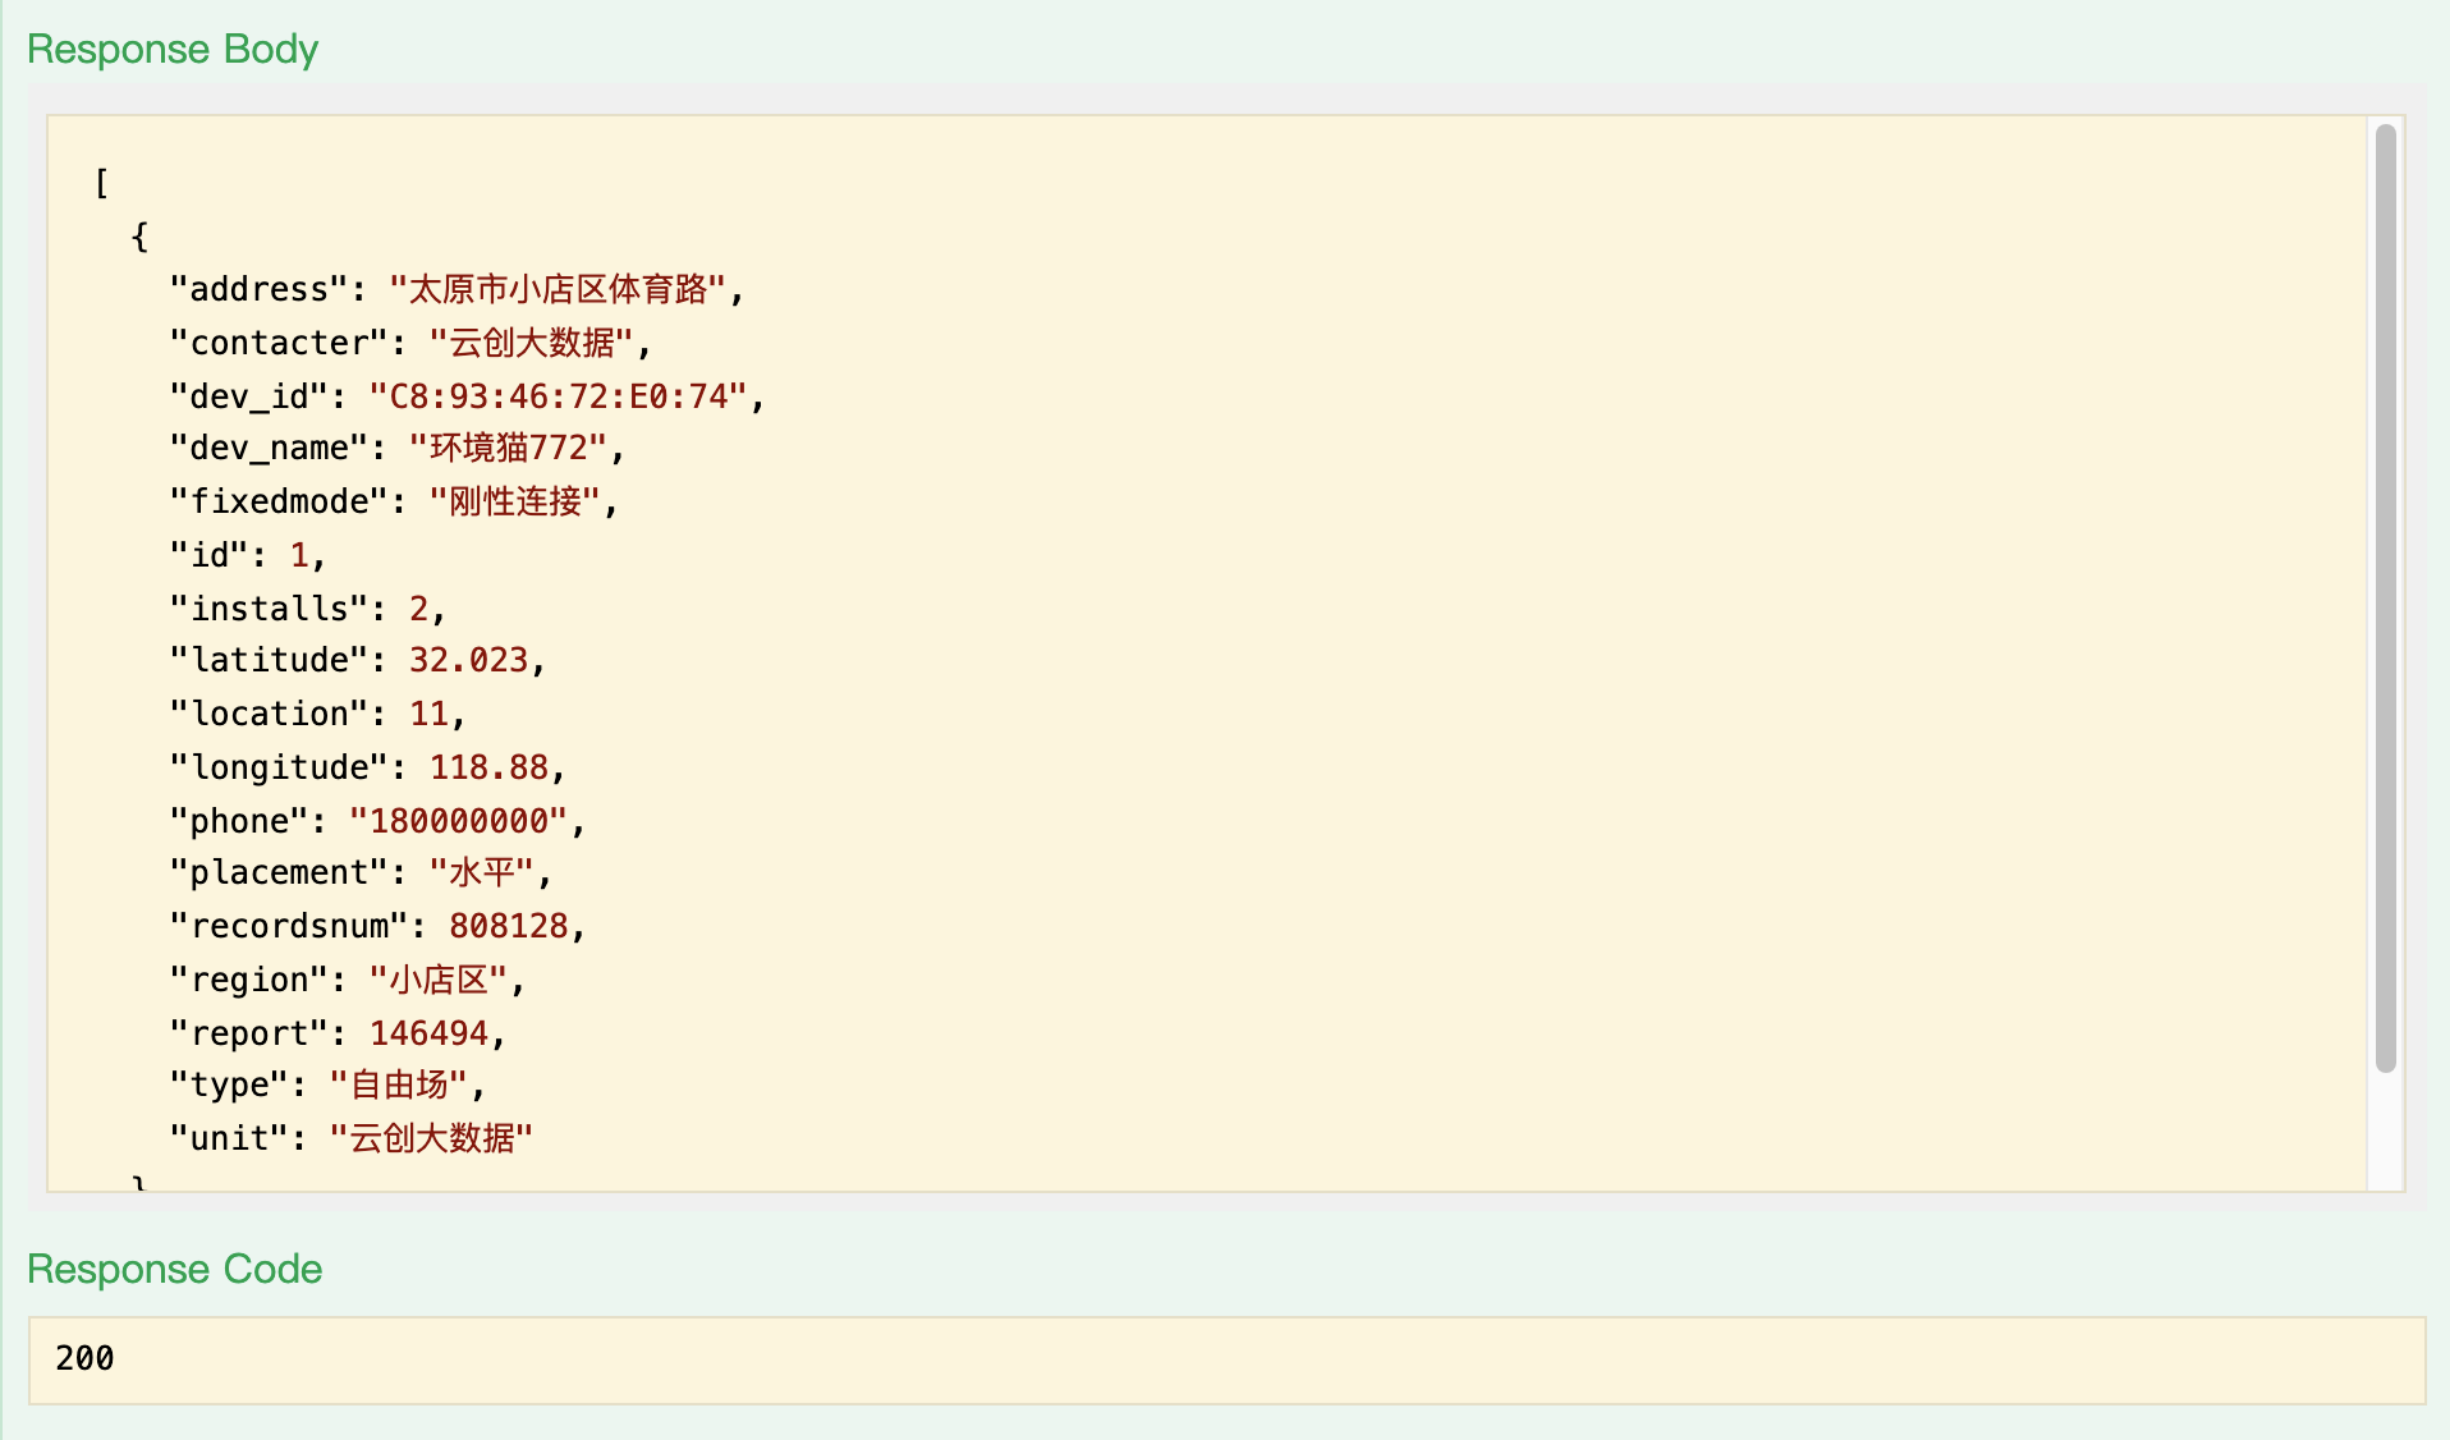 Response Body
[
{
"address": "太原市小店区体育路",
"contacter": "云创大数据",
"dev_id": "C8:93:46:72:E0:74",
"dev_name": "环境猫772",
"fixedmode": "刚性连接",
"id": 1,
"installs": 2,
"latitude": 32.023,
"location": 11,
"longitude": 118.88,
"phone": "180000000",
"placement": "水平",
"recordsnum": 808128,
"region": "小店区",
"report": 146494,
"type": "自由场",
"unit": "云创大数据"
}
Response Code
200